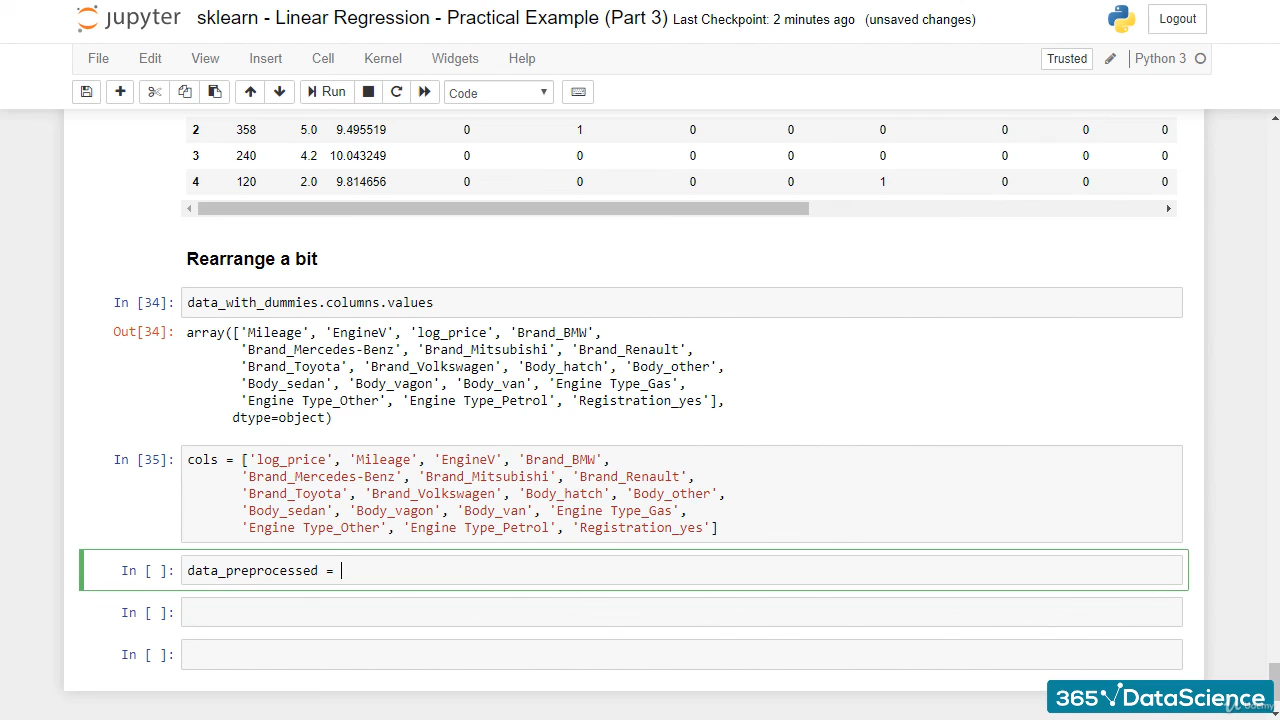 jupyter sklearn - Linear Regression - Practical Example (Part 3) Last Checkpoint: 2 minutes ago (unsaved changes) Logout
File Edit View Insert Cell Kernel Widgets Help Trusted Python 3
Run Code
2 358 5.0 9.495519 0 1 0 0 0 0 0 0
3 240 4.2 10.043249 0 0 0 0 0 0 0 0
4 120 2.0 9.814656 0 0 0 0 1 0 0 0
Rearrange a bit
In [34]: data_with_dummies.columns.values
Out[34]: array(['Mileage', 'EngineV', 'log_price', 'Brand_BMW',
'Brand_Mercedes-Benz', 'Brand_Mitsubishi', 'Brand_Renault',
'Brand_Toyota', 'Brand_Volkswagen', 'Body_hatch', 'Body_other',
'Body_sedan', 'Body_vagon', 'Body_van', 'Engine Type_Gas',
'Engine Type_Other', 'Engine Type_Petrol', 'Registration_yes'],
dtype=object)
In [35]: cols = ['log_price', 'Mileage', 'EngineV', 'Brand_BMW',
'Brand_Mercedes-Benz', 'Brand_Mitsubishi', 'Brand_Renault',
'Brand_Toyota', 'Brand_Volkswagen', 'Body_hatch', 'Body_other',
'Body_sedan', 'Body_vagon', 'Body_van', 'Engine Type_Gas',
'Engine Type_Other', 'Engine Type_Petrol', 'Registration_yes']
In [ ]: data_preprocessed =
In [ ]:
In [ ]:
365 DataScience
Udemy